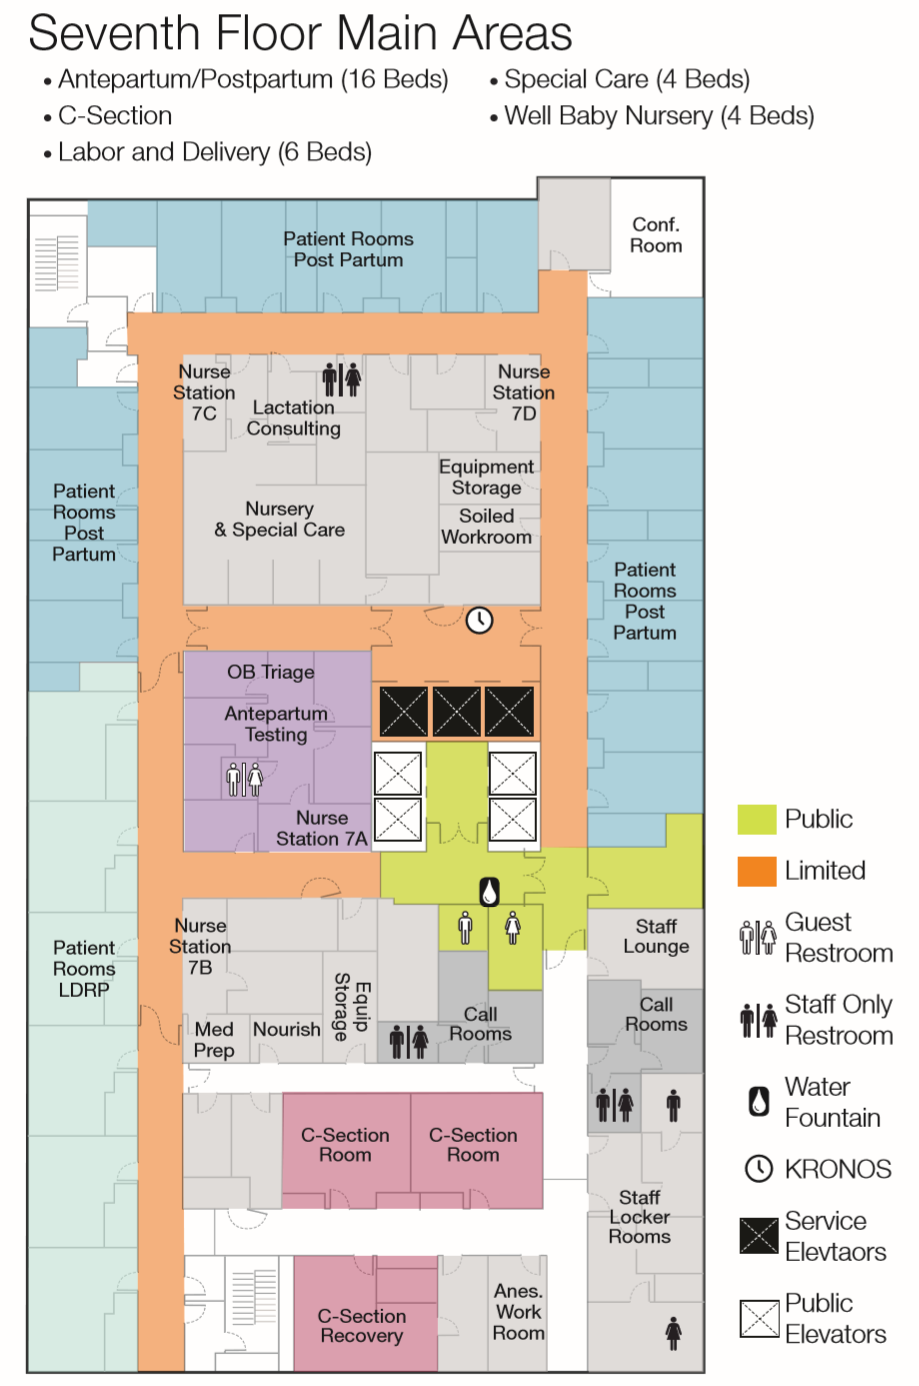 Seventh Floor Main Areas
• Antepartum/Postpartum (16 Beds)
• C-Section
• Labor and Delivery (6 Beds)
• Special Care (4 Beds)
• Well Baby Nursery (4 Beds)
Conf.
Room
Patient Rooms
Post Partum
Nurse
Station
7C
Lactation
Consulting
Nurse
Station
7D
Equipment
Storage
Nursery
& Special Care
Soiled
Workroom
Patient
Rooms
Post
Partum
Patient
Rooms
Post
Partum
OB Triage
Antepartum
Testing
Nurse
Station 7A
Nurse
Station
7B
Patient
Rooms
LDRP
Equip
Storage
Med
Prep
Nourish
Call
Rooms
Staff
Lounge
Call
Rooms
C-Section
Room
C-Section
Room
Staff
Locker
Rooms
C-Section
Recovery
Anes.
Work
Room
Public
Limited
Guest
Restroom
Staff Only
Restroom
Water
Fountain
KRONOS
Service
Elevtaors
Public
Elevators